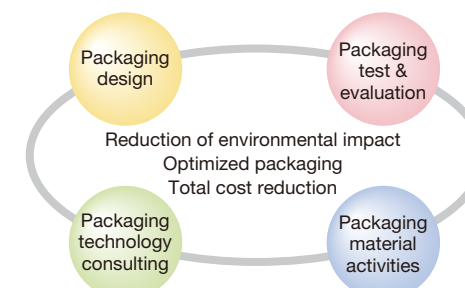 Packaging
design
Packaging
test &
evaluation
Reduction of environmental impact
Optimized packaging
Total cost reduction
Packaging
technology
consulting
Packaging
material
activities